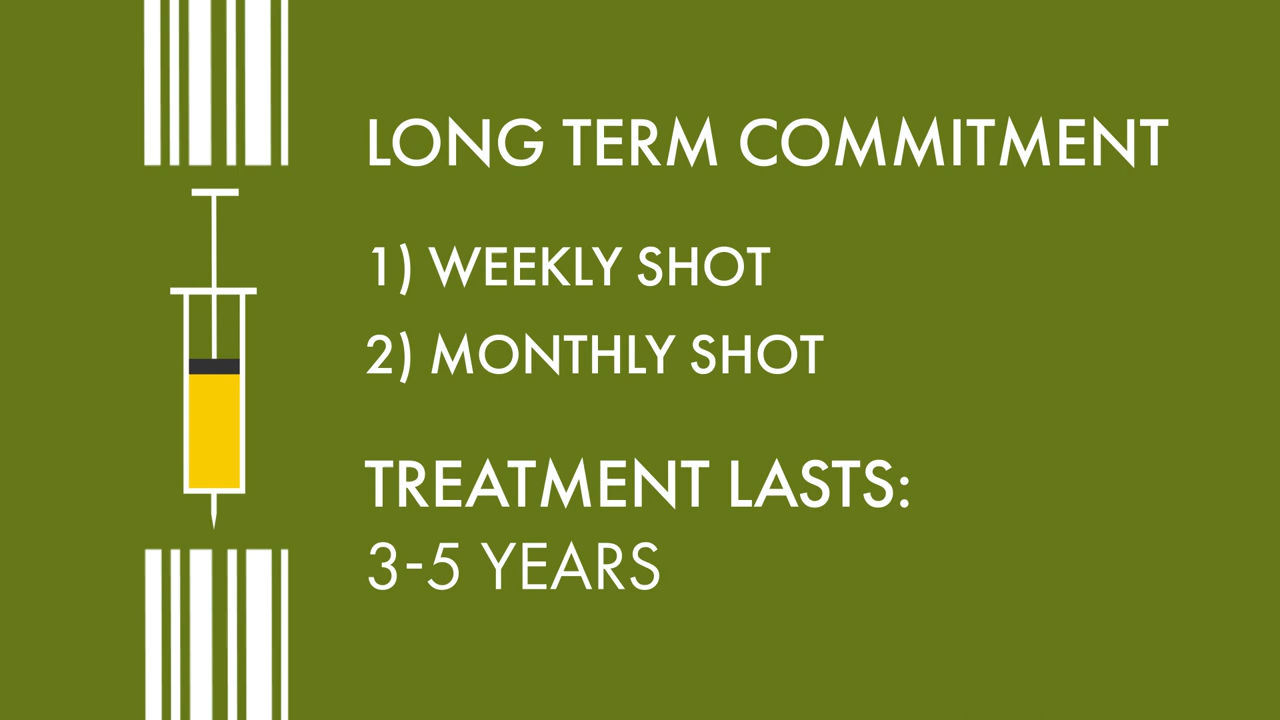 LONG TERM COMMITMENT
1) WEEKLY SHOT
2) MONTHLY SHOT
TREATMENT LASTS:
3-5 YEARS